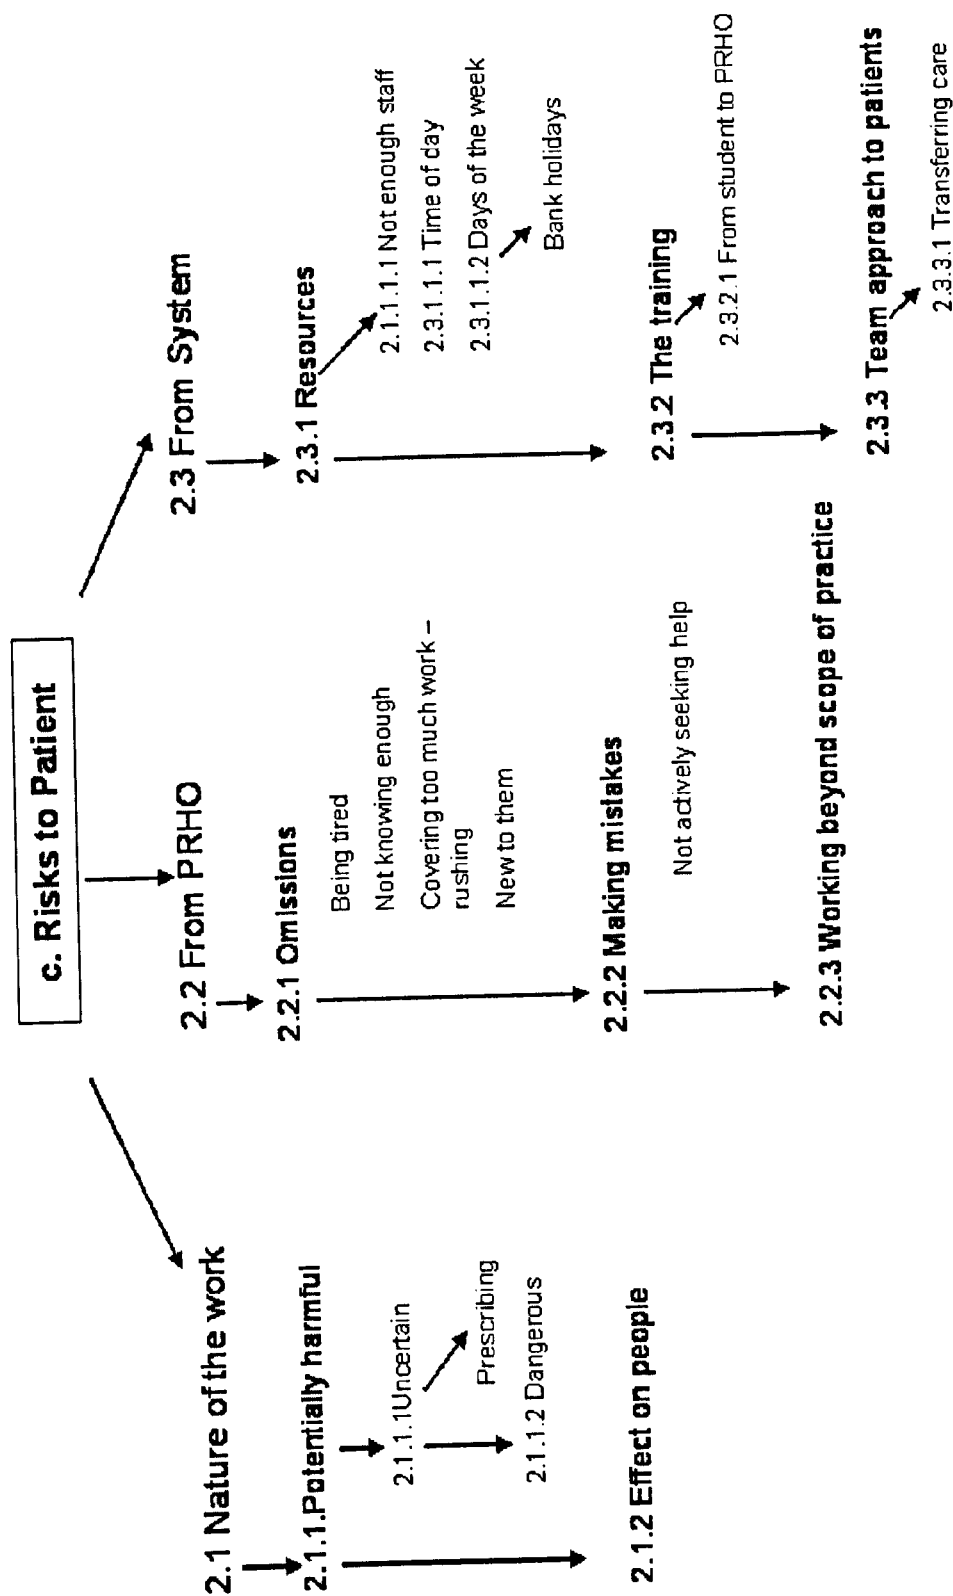 c. Risks to Patient
2.1 Nature of the work
2.1.1.Potentially harmful
2.1.1.1Uncertain
Prescribing
2.1.1.2 Dangerous
2.1.2 Effect on people
2.2 From PRHO
2.2.1 Omissions
Being tired
Not knowing enough
Covering too much work –
rushing
New to them
2.2.2 Making mistakes
Not actively seeking help
2.2.3 Working beyond scope of practice
2.3 From System
2.3.1 Resources
2.1.1.1.1 Not enough staff
2.3.1.1.1 Time of day
2.3.1.1.2 Days of the week
Bank holidays
2.3.2 The training
2.3.2.1 From student to PRHO
2.3.3 Team approach to patients
2.3.3.1 Transferring care